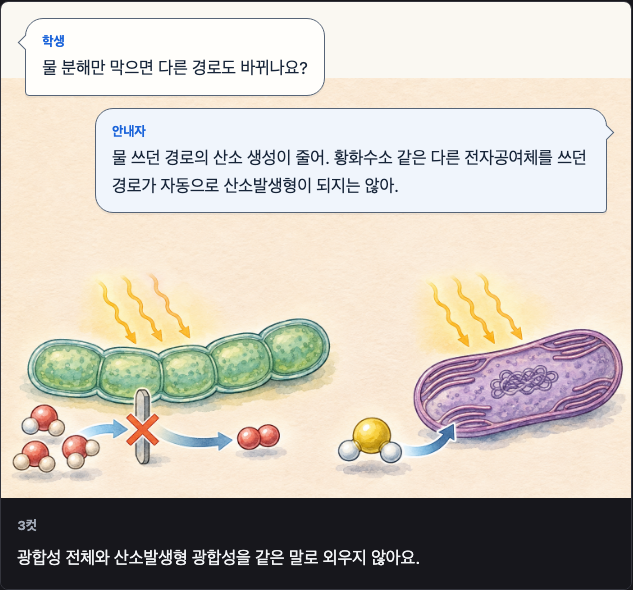 학생
물 분해만 막으면 다른 경로도 바뀌나요?
안내자
물 쓰던 경로의 산소 생성이 줄어. 황화수소 같은 다른 전자공여체를 쓰던
경로가 자동으로 산소발생형이 되지는 않아.
3컷
광합성 전체와 산소발생형 광합성을 같은 말로 외우지 않아요.